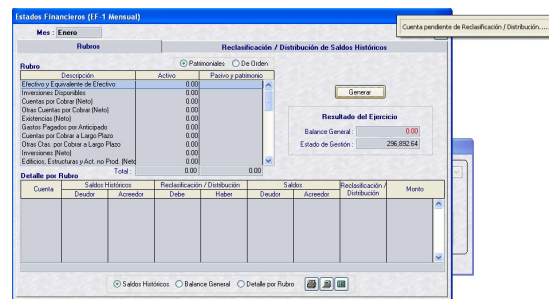 Estados Financieros (EF-1 Mensual)
Cuenta pendiente de Reclasificación / Distribución....
Mes : Enero
Rubros
Reclasificación / Distribución de Saldos Históricos
Rubro
Patrimoniales
De Orden
Descripción Activo Pasivo y patrimonio
Efectivo y Equivalente de Efectivo 0.00
Inversiones Disponibles 0.00
Cuentas por Cobrar (Neto) 0.00
Otras Cuentas por Cobrar (Neto) 0.00
Existencias (Neto) 0.00
Gastos Pagados por Anticipado 0.00
Cuentas por Cobrar a Largo Plazo 0.00
Otras Ctas. por Cobrar a Largo Plazo 0.00
Inversiones (Neto) 0.00
Edificios, Estructuras y Act. no Prod. (Neto 0.00
Total : 0.00 0.00
Generar
Resultado del Ejercicio
Balance General : 0.00
Estado de Gestión : 296,892.64
Detalle por Rubro
Cuenta
Saldos Históricos
Reclasificación / Distribución
Saldos
Reclasificación / Distribución
Monto
Deudor Acreedor Debe Haber Deudor Acreedor
Saldos Históricos
Balance General
Detalle por Rubro